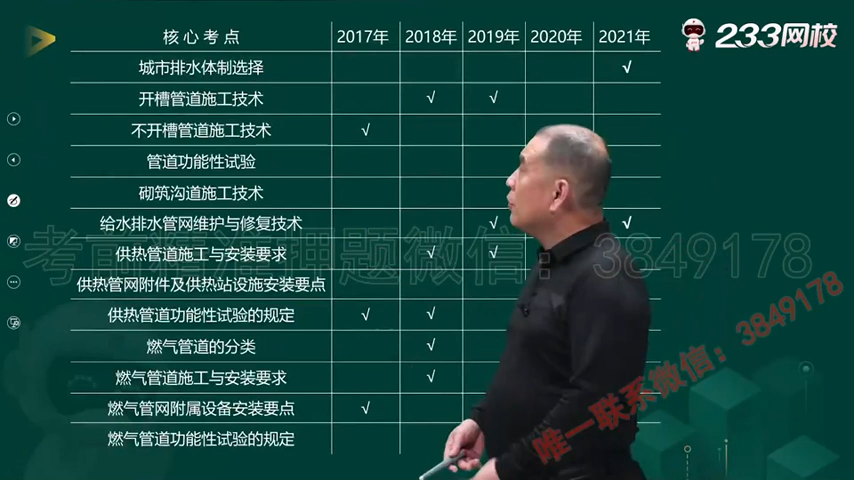 核心考点 2017年 2018年 2019年 2020年 2021年
233网校
城市排水体制选择 √
开槽管道施工技术 √ √
不开槽管道施工技术 √
管道功能性试验
砌筑沟道施工技术
给水排水管网维护与修复技术 √ √
供热管道施工与安装要求 √ √
供热管网附件及供热站设施安装要点
供热管道功能性试验的规定 √ √
燃气管道的分类 √
燃气管道施工与安装要求 √
燃气管网附属设备安装要点 √
燃气管道功能性试验的规定
考前精准押题微信：3849178
唯一联系微信：3849178